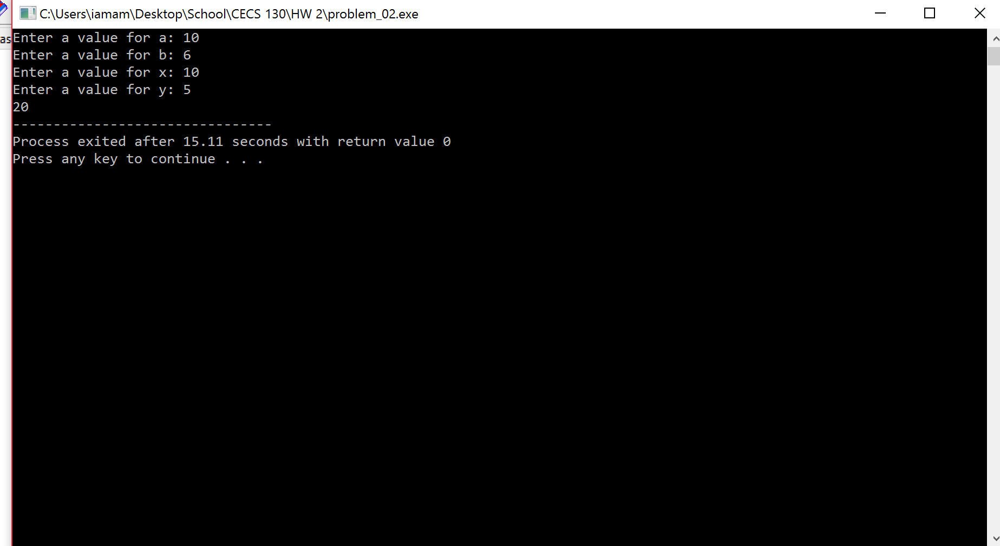 C:\Users\iamam\Desktop\School\CECS 130\HW 2\problem_02.exe
as
Enter a value for a: 10
Enter a value for b: 6
Enter a value for x: 10
Enter a value for y: 5
20
--------------------------------
Process exited after 15.11 seconds with return value 0
Press any key to continue . . .